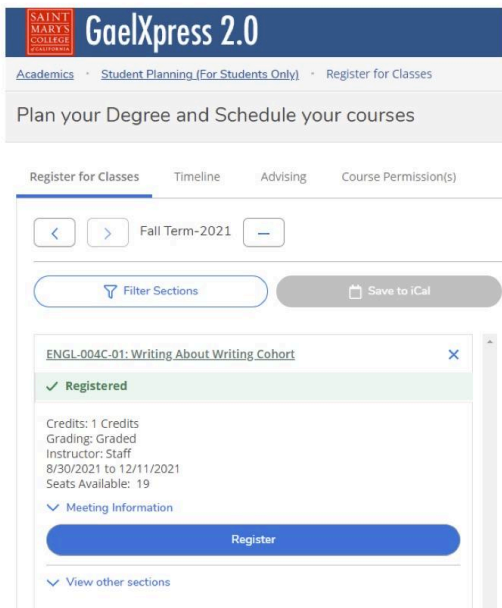 SAINT
MARY'S
COLLEGE
of CALIFORNIA
GaelXpress 2.0
Academics · Student Planning (For Students Only) · Register for Classes
Plan your Degree and Schedule your courses
Register for Classes Timeline Advising Course Permission(s)
< > Fall Term-2021 −
Filter Sections Save to iCal
ENGL-004C-01: Writing About Writing Cohort ×
✓ Registered
Credits: 1 Credits
Grading: Graded
Instructor: Staff
8/30/2021 to 12/11/2021
Seats Available: 19
Meeting Information
Register
View other sections